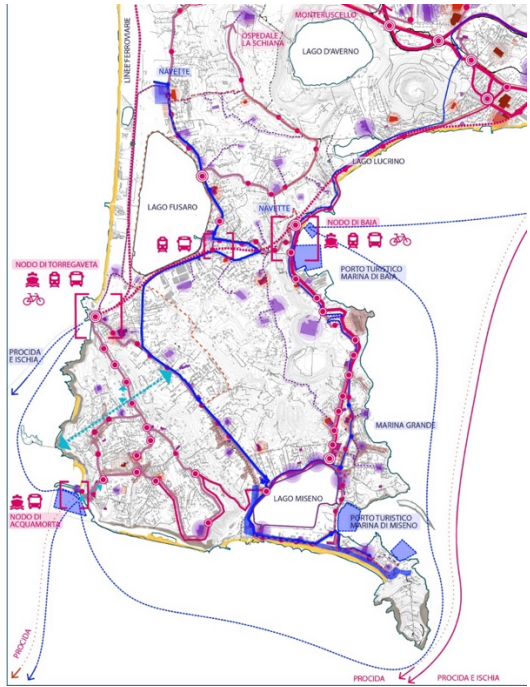 MONTERUSCELLO
OSPEDALE
LA SCHIANA
LAGO D'AVERNO
LINEE FERROVIARIE
NAVETTE
LAGO LUCRINO
LAGO FUSARO
NAVETTE
NODO DI BAIA
NODO DI TORREGAVETA
PORTO TURISTICO
MARINA DI BAIA
PROCIDA
E ISCHIA
MARINA GRANDE
LAGO MISENO
NODO DI
ACQUAMORTA
PORTO TURISTICO
MARINA DI MISENO
PROCIDA
PROCIDA
PROCIDA E ISCHIA